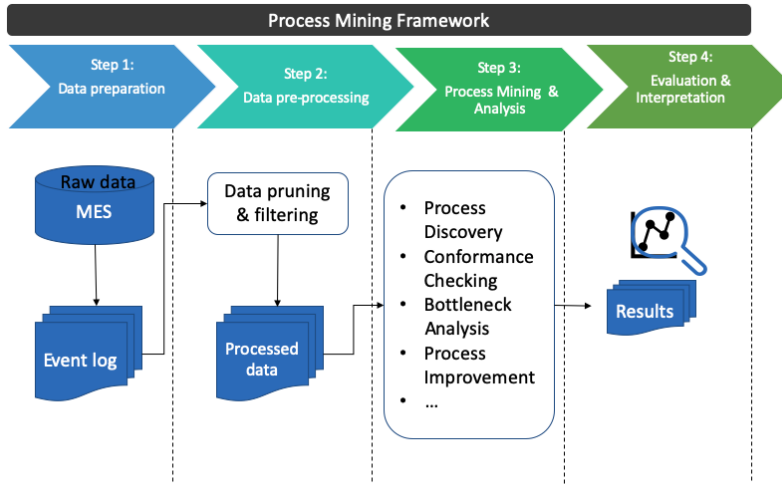 Process Mining Framework
Step 1:
Data preparation
Step 2:
Data pre-processing
Step 3:
Process Mining & 
Analysis
Step 4:
Evaluation &
Interpretation
Raw data
MES
Event log
Data pruning
& filtering
Processed
data
• Process
Discovery
• Conformance
Checking
• Bottleneck
Analysis
• Process
Improvement
• ...
Results